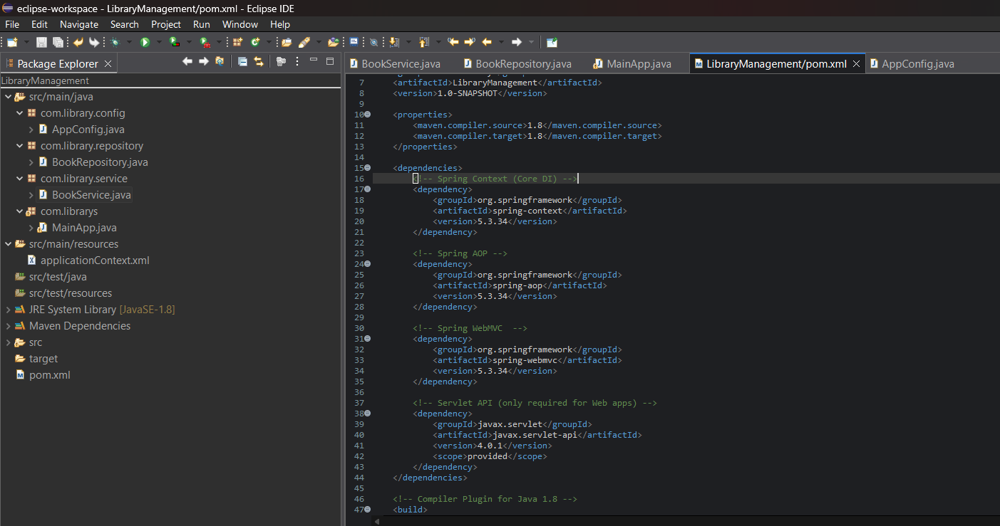 eclipse-workspace - LibraryManagement/pom.xml - Eclipse IDE
File Edit Navigate Search Project Run Window Help
Package Explorer
LibraryManagement
src/main/java
com.library.config
AppConfig.java
com.library.repository
BookRepository.java
com.library.service
BookService.java
com.librarys
MainApp.java
src/main/resources
applicationContext.xml
src/test/java
src/test/resources
JRE System Library [JavaSE-1.8]
Maven Dependencies
src
target
pom.xml
BookService.java BookRepository.java MainApp.java LibraryManagement/pom.xml AppConfig.java
7 <artifactId>LibraryManagement</artifactId>
8 <version>1.0-SNAPSHOT</version>
9
10 <properties>
11 <maven.compiler.source>1.8</maven.compiler.source>
12 <maven.compiler.target>1.8</maven.compiler.target>
13 </properties>
14
15 <dependencies>
16 <!-- Spring Context (Core DI) -->
17 <dependency>
18 <groupId>org.springframework</groupId>
19 <artifactId>spring-context</artifactId>
20 <version>5.3.34</version>
21 </dependency>
22
23 <!-- Spring AOP -->
24 <dependency>
25 <groupId>org.springframework</groupId>
26 <artifactId>spring-aop</artifactId>
27 <version>5.3.34</version>
28 </dependency>
29
30 <!-- Spring WebMVC  -->
31 <dependency>
32 <groupId>org.springframework</groupId>
33 <artifactId>spring-webmvc</artifactId>
34 <version>5.3.34</version>
35 </dependency>
36
37 <!-- Servlet API (only required for Web apps) -->
38 <dependency>
39 <groupId>javax.servlet</groupId>
40 <artifactId>javax.servlet-api</artifactId>
41 <version>4.0.1</version>
42 <scope>provided</scope>
43 </dependency>
44 </dependencies>
45
46 <!-- Compiler Plugin for Java 1.8 -->
47 <build>